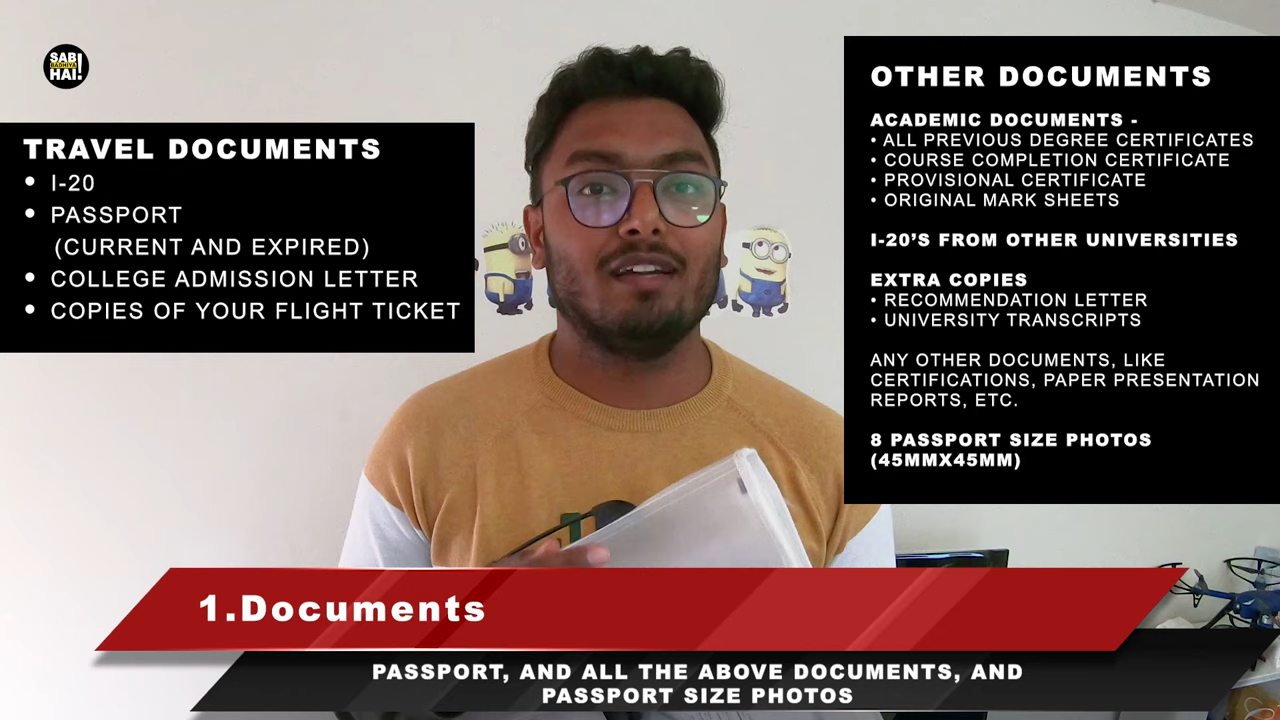 SAB
BADHIYA
HAI!
TRAVEL DOCUMENTS
• I-20
• PASSPORT
(CURRENT AND EXPIRED)
• COLLEGE ADMISSION LETTER
• COPIES OF YOUR FLIGHT TICKET
OTHER DOCUMENTS
ACADEMIC DOCUMENTS -
• ALL PREVIOUS DEGREE CERTIFICATES
• COURSE COMPLETION CERTIFICATE
• PROVISIONAL CERTIFICATE
• ORIGINAL MARK SHEETS
I-20’S FROM OTHER UNIVERSITIES
EXTRA COPIES
• RECOMMENDATION LETTER
• UNIVERSITY TRANSCRIPTS
ANY OTHER DOCUMENTS, LIKE
CERTIFICATIONS, PAPER PRESENTATION
REPORTS, ETC.
8 PASSPORT SIZE PHOTOS
(45MMX45MM)
1.Documents
PASSPORT, AND ALL THE ABOVE DOCUMENTS, AND
PASSPORT SIZE PHOTOS